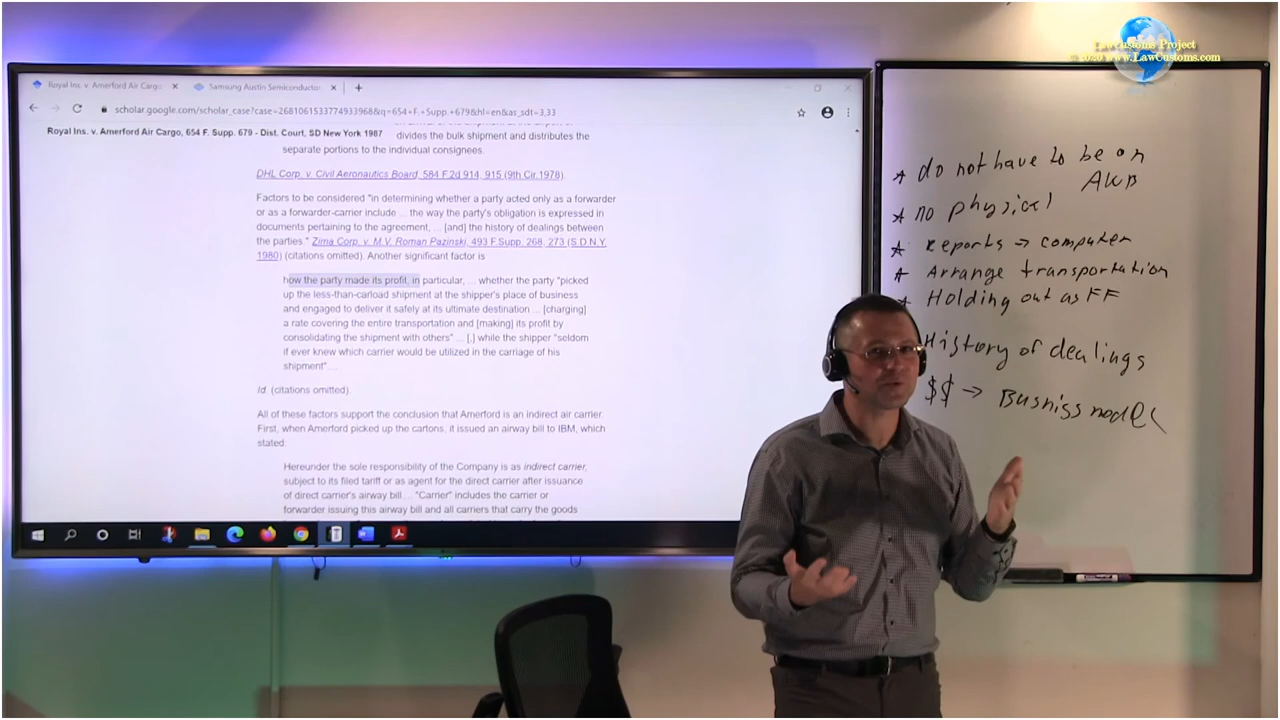 LawCustoms Project
© 2020 www.LawCustoms.com
Royal Ins. v. Amerford Air Cargo
Samsung Austin Semiconductor
scholar.google.com/scholar_case?case=2681061533774933968&q=654+F.+Supp.+679&hl=en&as_sdt=3,33
Royal Ins. v. Amerford Air Cargo, 654 F. Supp. 679 - Dist. Court, SD New York 1987
divides the bulk shipment and distributes the
separate portions to the individual consignees.
DHL Corp. v. Civil Aeronautics Board, 584 F.2d 914, 915 (9th Cir.1978).
Factors to be considered "in determining whether a party acted only as a forwarder
or as a forwarder-carrier include ... the way the party's obligation is expressed in
documents pertaining to the agreement, ... [and] the history of dealings between
the parties." Zima Corp. v. M.V. Roman Pazinski, 493 F.Supp. 268, 273 (S.D.N.Y.
1980) (citations omitted). Another significant factor is
how the party made its profit, in particular, ... whether the party "picked
up the less-than-carload shipment at the shipper's place of business
and engaged to deliver it safely at its ultimate destination ... [charging]
a rate covering the entire transportation and [making] its profit by
consolidating the shipment with others" ... [,] while the shipper "seldom
if ever knew which carrier would be utilized in the carriage of his
shipment"...
Id. (citations omitted).
All of these factors support the conclusion that Amerford is an indirect air carrier.
First, when Amerford picked up the cartons, it issued an airway bill to IBM, which
stated:
Hereunder the sole responsibility of the Company is as indirect carrier,
subject to its filed tariff or as agent for the direct carrier after issuance
of direct carrier's airway bill ... "Carrier" includes the carrier or
forwarder issuing this airway bill and all carriers that carry the goods
do not have to be on
AWB
no physical
Reports → computer
Arrange transportation
Holding out as FF
History of dealings
$$ → Busniss model